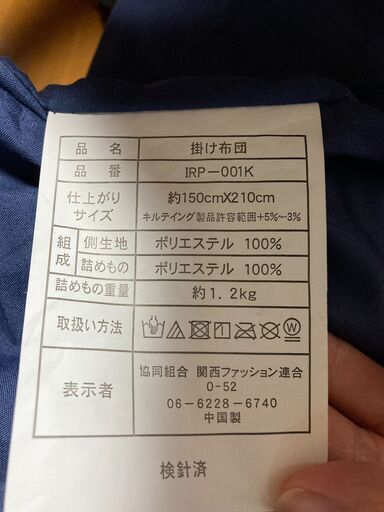 品名 掛け布団
品番 IRP-001K
仕上がり 約150cmX210cm
サイズ キルテイング製品許容範囲+5%~-3%
組成 側生地 ポリエステル 100%
詰めもの ポリエステル 100%
詰めもの重量 約1.2kg
取扱い方法
表示者 協同組合 関西ファッション連合
0-52
06-6228-6740
中国製
検針済